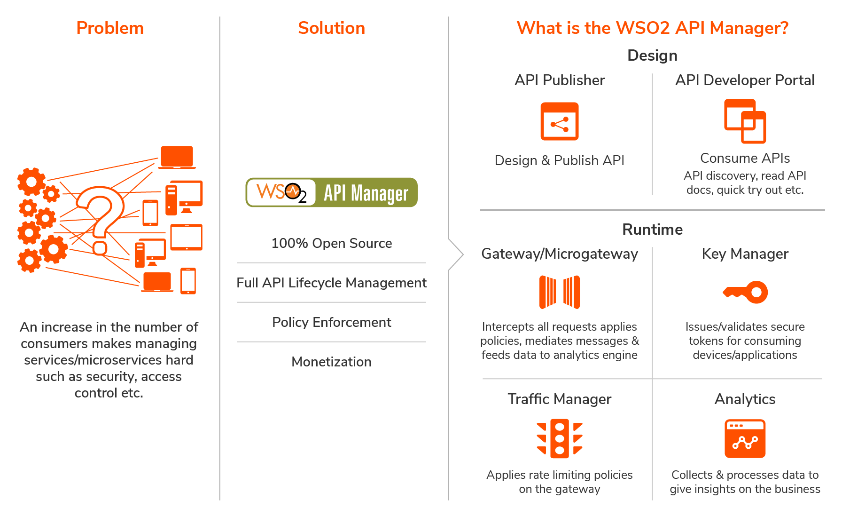 Problem
An increase in the number of
consumers makes managing
services/microservices hard
such as security, access
control etc.
Solution
WSO2 API Manager
100% Open Source
Full API Lifecycle Management
Policy Enforcement
Monetization
What is the WSO2 API Manager?
Design
API Publisher
Design & Publish API
API Developer Portal
Consume APIs
API discovery, read API
docs, quick try out etc.
Runtime
Gateway/Microgateway
Intercepts all requests applies
policies, mediates messages &
feeds data to analytics engine
Key Manager
Issues/validates secure
tokens for consuming
devices/applications
Traffic Manager
Applies rate limiting policies
on the gateway
Analytics
Collects & processes data to
give insights on the business